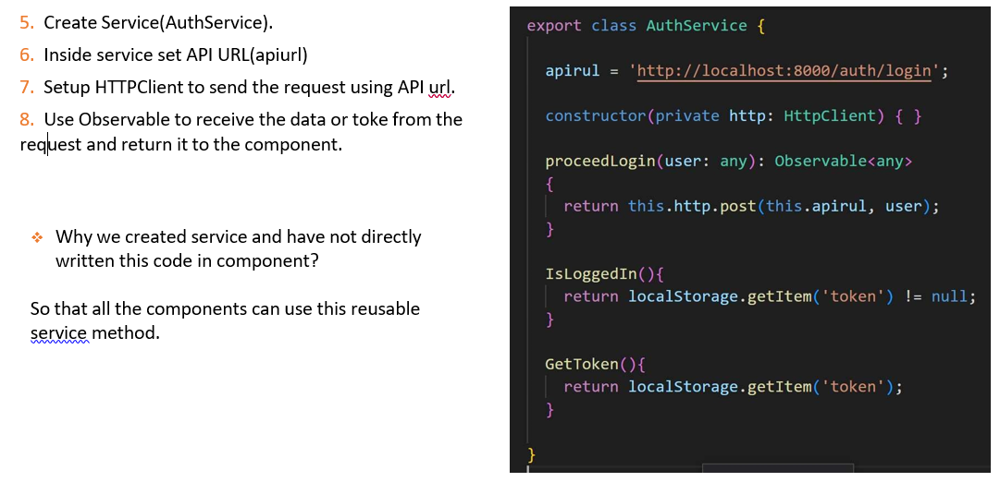 5. Create Service(AuthService).
6. Inside service set API URL(apiurl)
7. Setup HTTPClient to send the request using API url.
8. Use Observable to receive the data or toke from the
request and return it to the component.
❖ Why we created service and have not directly
written this code in component?
So that all the components can use this reusable
service method.
export class AuthService {
apirul = 'http://localhost:8000/auth/login';
constructor(private http: HttpClient) { }
proceedLogin(user: any): Observable<any>
{
return this.http.post(this.apirul, user);
}
IsLoggedIn(){
return localStorage.getItem('token') != null;
}
GetToken(){
return localStorage.getItem('token');
}
}